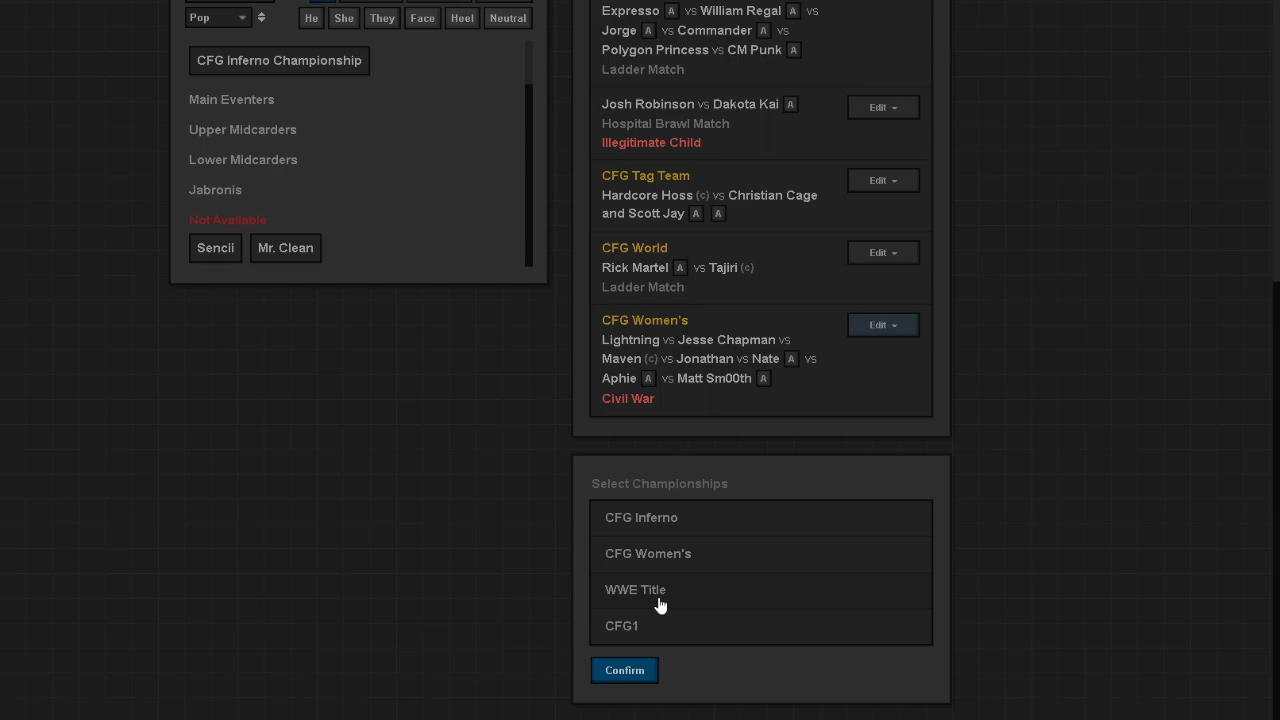 Pop
He
She
They
Face
Heel
Neutral
CFG Inferno Championship
Main Eventers
Upper Midcarders
Lower Midcarders
Jabronis
Not Available
Sencii
Mr. Clean
Expresso A vs William Regal A vs
Jorge A vs Commander A vs
Polygon Princess vs CM Punk A
Ladder Match
Josh Robinson vs Dakota Kai A
Hospital Brawl Match
Illegitimate Child
Edit
CFG Tag Team
Hardcore Hoss (c) vs Christian Cage
and Scott Jay A A
Edit
CFG World
Rick Martel A vs Tajiri (c)
Ladder Match
Edit
CFG Women's
Lightning vs Jesse Chapman vs
Maven (c) vs Jonathan vs Nate A vs
Aphie A vs Matt Sm00th A
Civil War
Edit
Select Championships
CFG Inferno
CFG Women's
WWE Title
CFG1
Confirm